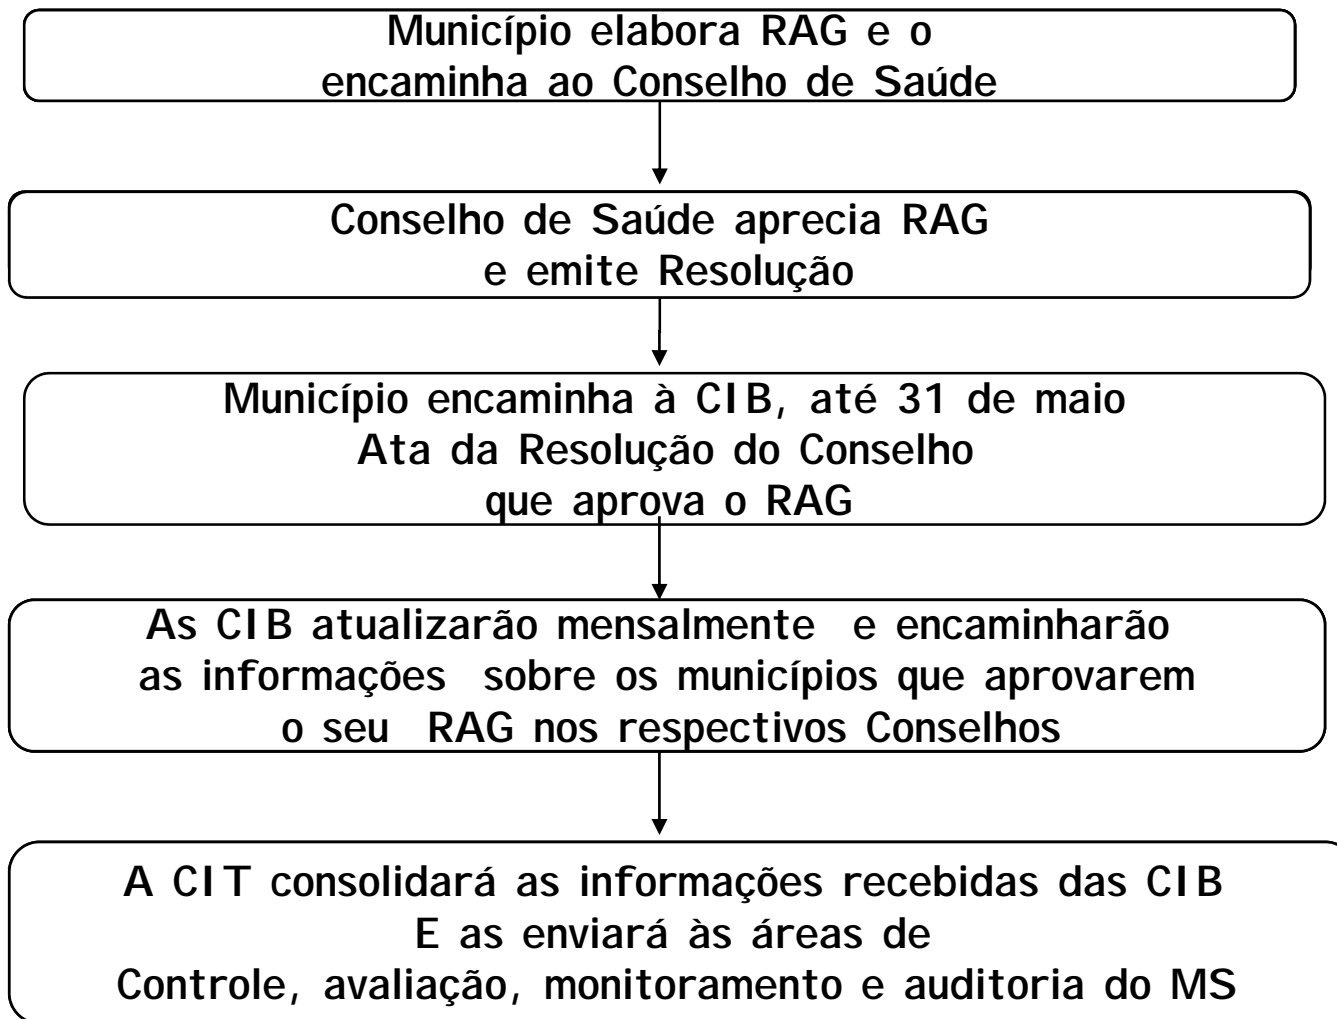 Município elabora RAG e o
encaminha ao Conselho de Saúde
Conselho de Saúde aprecia RAG
e emite Resolução
Município encaminha à CIB, até 31 de maio
Ata da Resolução do Conselho
que aprova o RAG
As CIB atualizarão mensalmente e encaminharão
as informações sobre os municípios que aprovarem
o seu RAG nos respectivos Conselhos
A CIT consolidará as informações recebidas das CIB
E as enviará às áreas de
Controle, avaliação, monitoramento e auditoria do MS